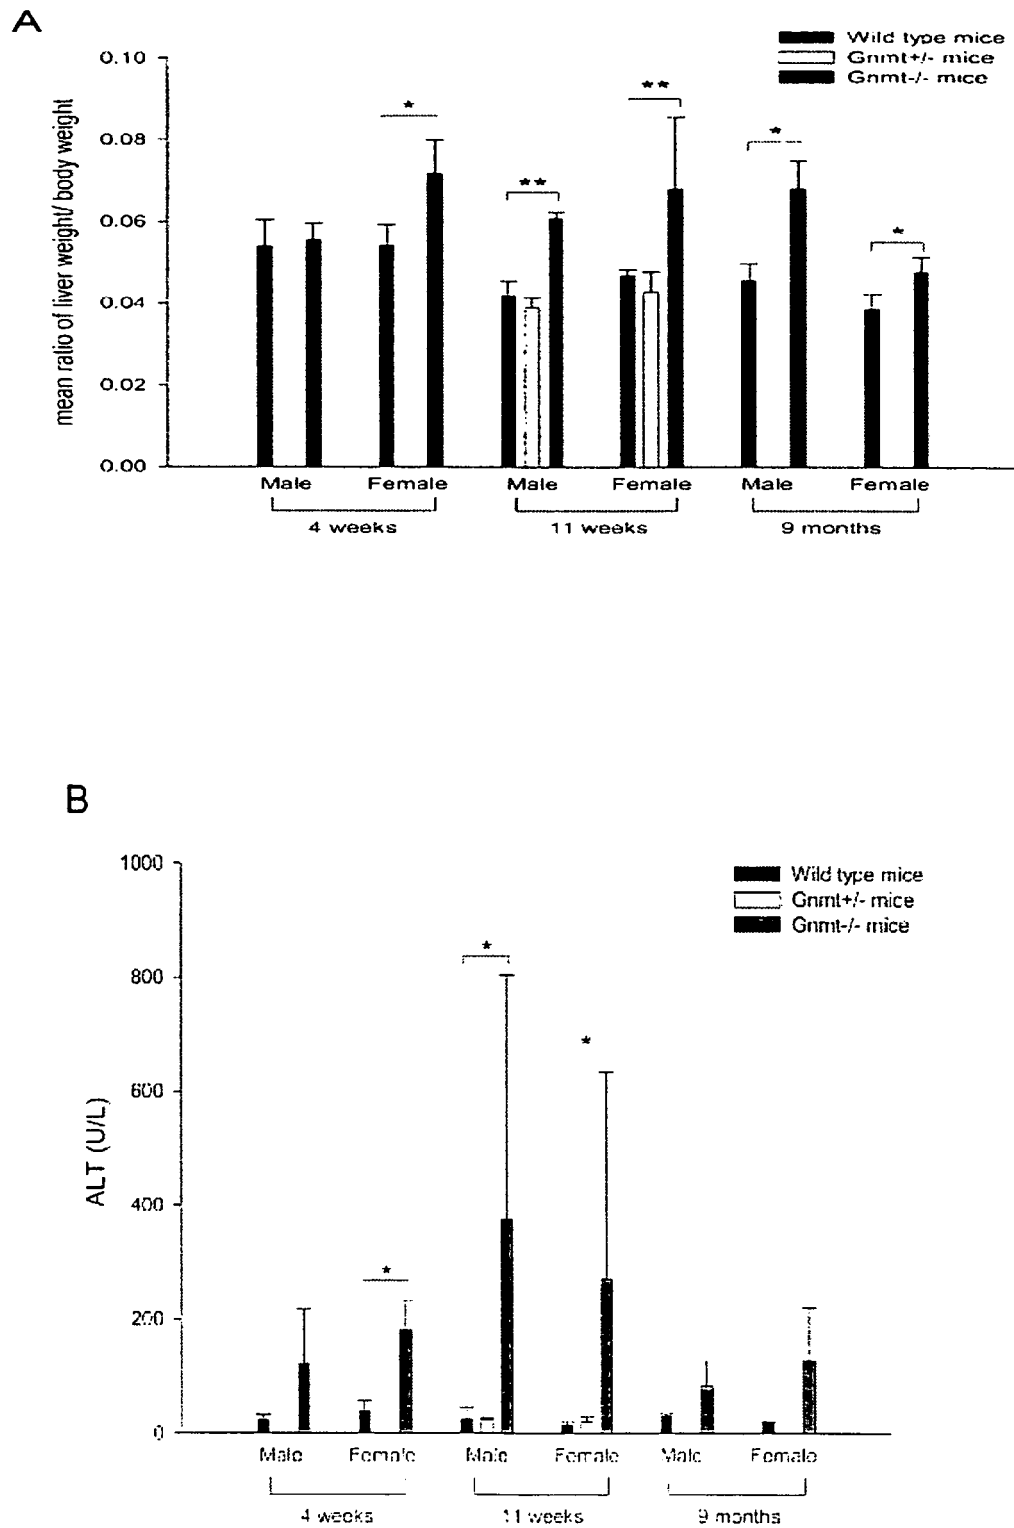 A
Wild type mice
Gnmt+/- mice
Gnmt-/- mice
mean ratio of liver weight/ body weight
0.10
0.08
0.06
0.04
0.02
0.00
*
**
**
*
*
Male Female Male Female Male Female
4 weeks 11 weeks 9 months
B
Wild type mice
Gnmt+/- mice
Gnmt-/- mice
ALT (U/L)
1000
800
600
400
200
0
*
*
*
Male Female Male Female Male Female
4 weeks 11 weeks 9 months